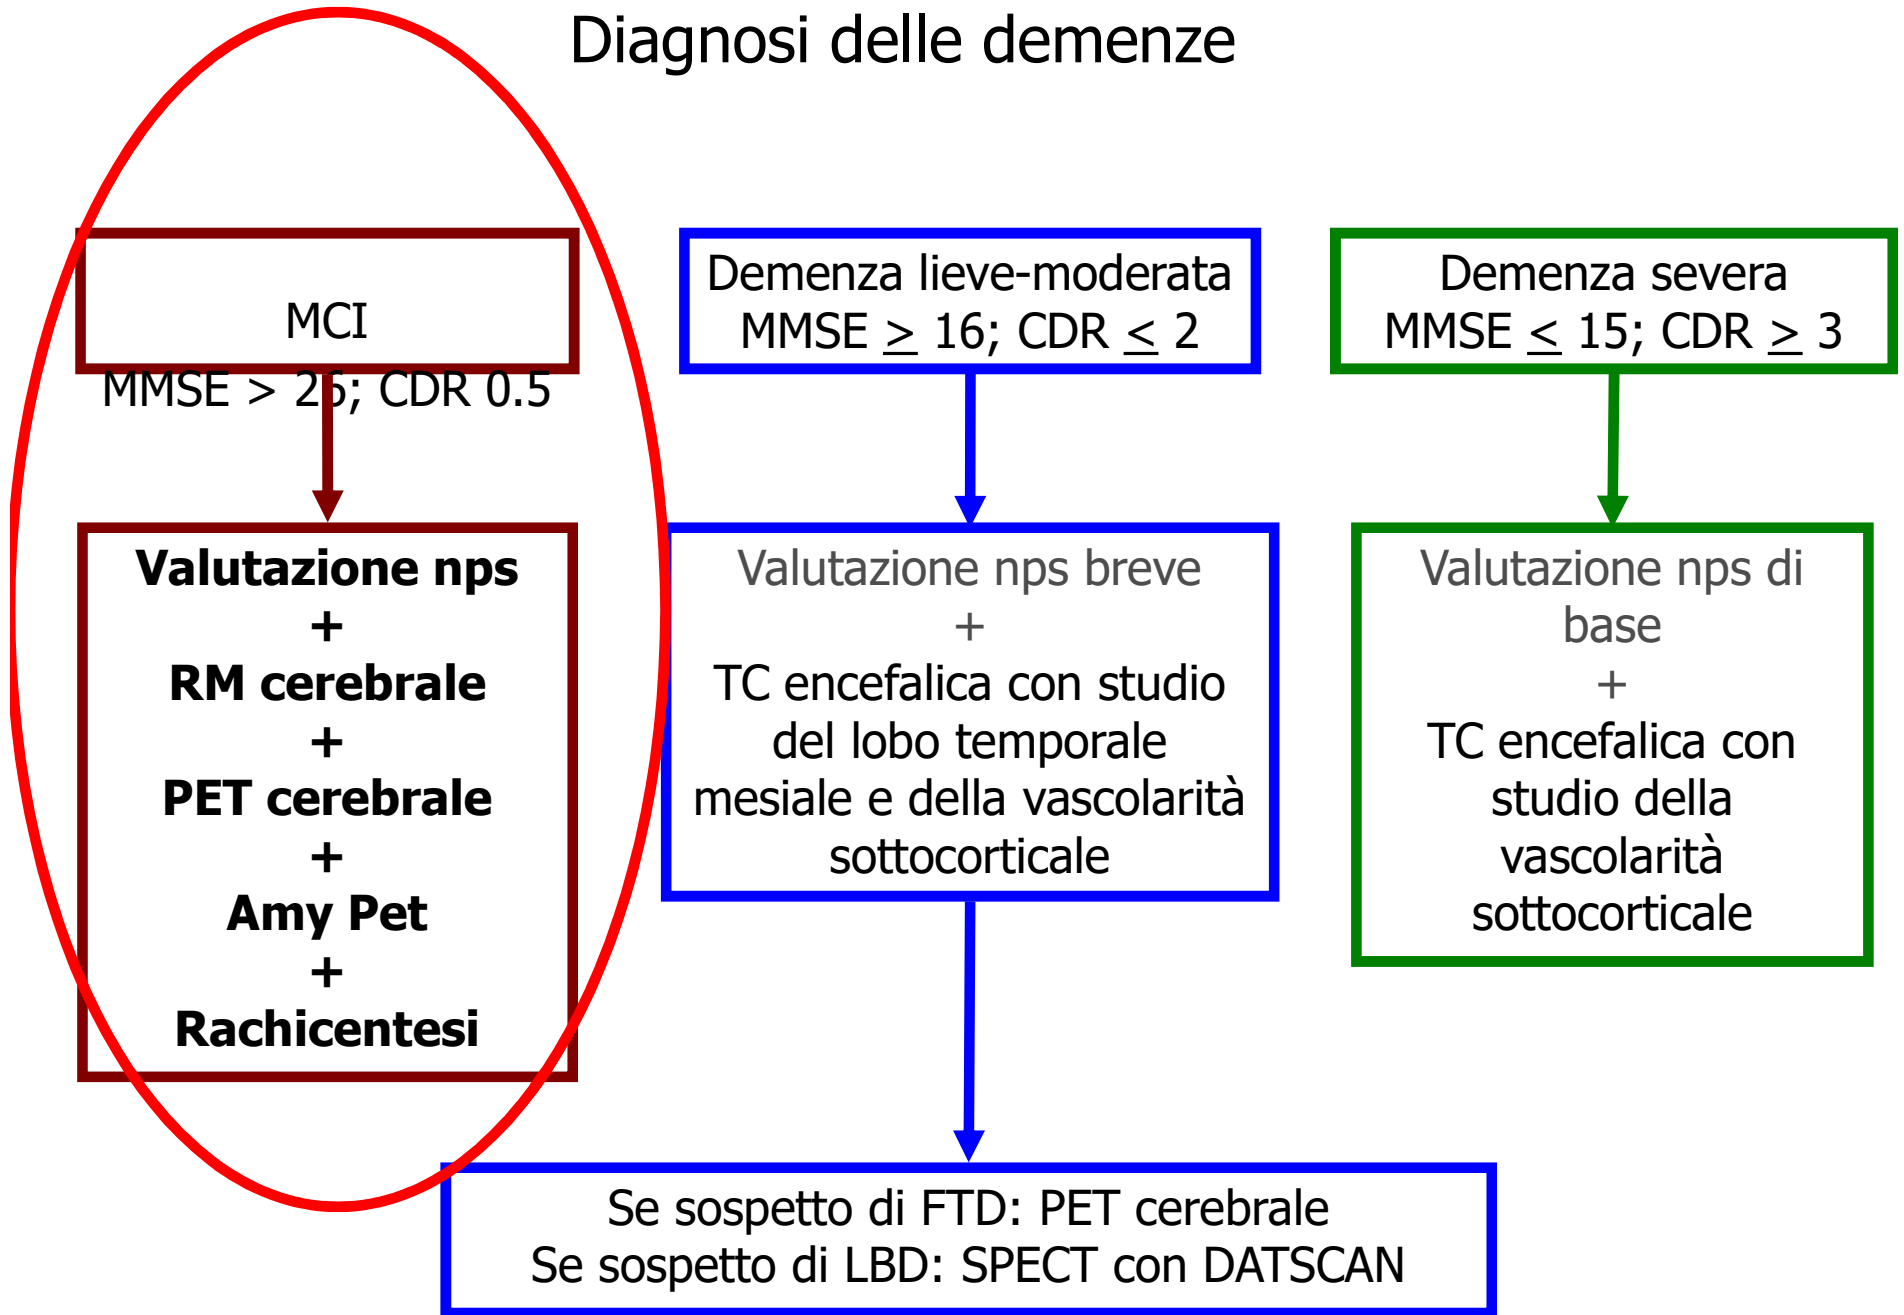 Diagnosi delle demenze
MCI
MMSE > 26; CDR 0.5
Valutazione nps
+
RM cerebrale
+
PET cerebrale
+
Amy Pet
+
Rachicentesi
Demenza lieve-moderata
MMSE > 16; CDR < 2
Valutazione nps breve
+
TC encefalica con studio
del lobo temporale
mesiale e della vascolarità
sottocorticale
Demenza severa
MMSE < 15; CDR > 3
Valutazione nps di
base
+
TC encefalica con
studio della
vascolarità
sottocorticale
Se sospetto di FTD: PET cerebrale
Se sospetto di LBD: SPECT con DATSCAN